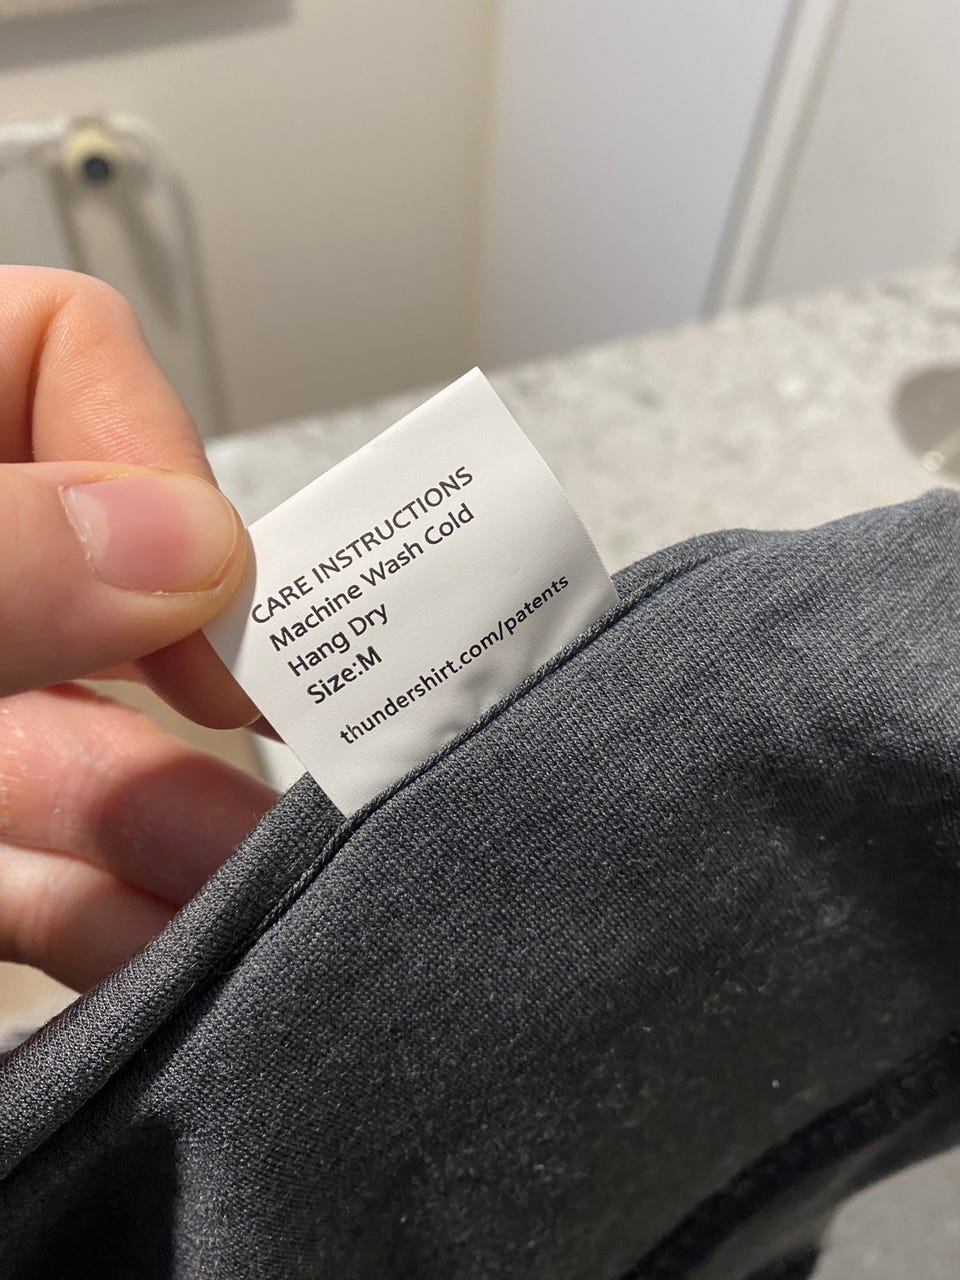 CARE INSTRUCTIONS
Machine Wash Cold
Hang Dry
Size:M
thundershirt.com/patents